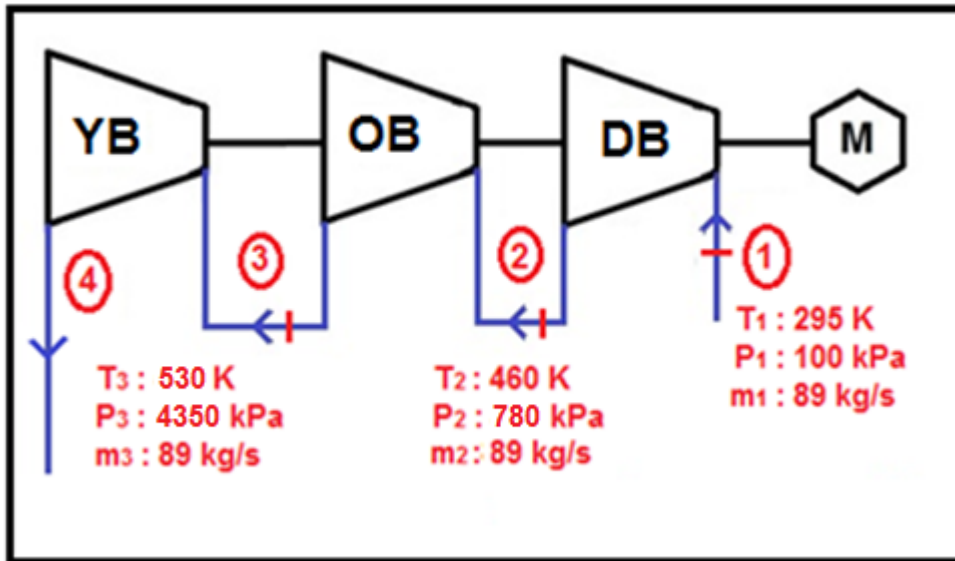 YB
OB
DB
M
4
3
2
1
T1 : 295 K
P1 : 100 kPa
m1 : 89 kg/s
T3 : 530 K
P3 : 4350 kPa
m3 : 89 kg/s
T2 : 460 K
P2 : 780 kPa
m2 : 89 kg/s